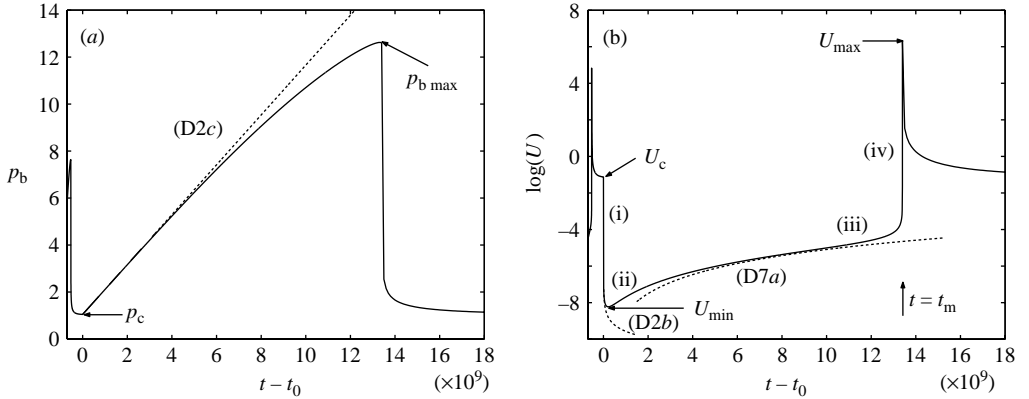 (a)
14
12
10
8
6
4
2
0
p_b
(D2c)
p_b max
p_c
0 2 4 6 8 10 12 14 16 18
t – t_0 (×10^9)
(b)
8
4
0
−4
−8
log(U)
U_max
U_c
(iv)
(i)
(iii)
(ii)
(D7a)
U_min
t = t_m
(D2b)
0 2 4 6 8 10 12 14 16 18
t – t_0 (×10^9)